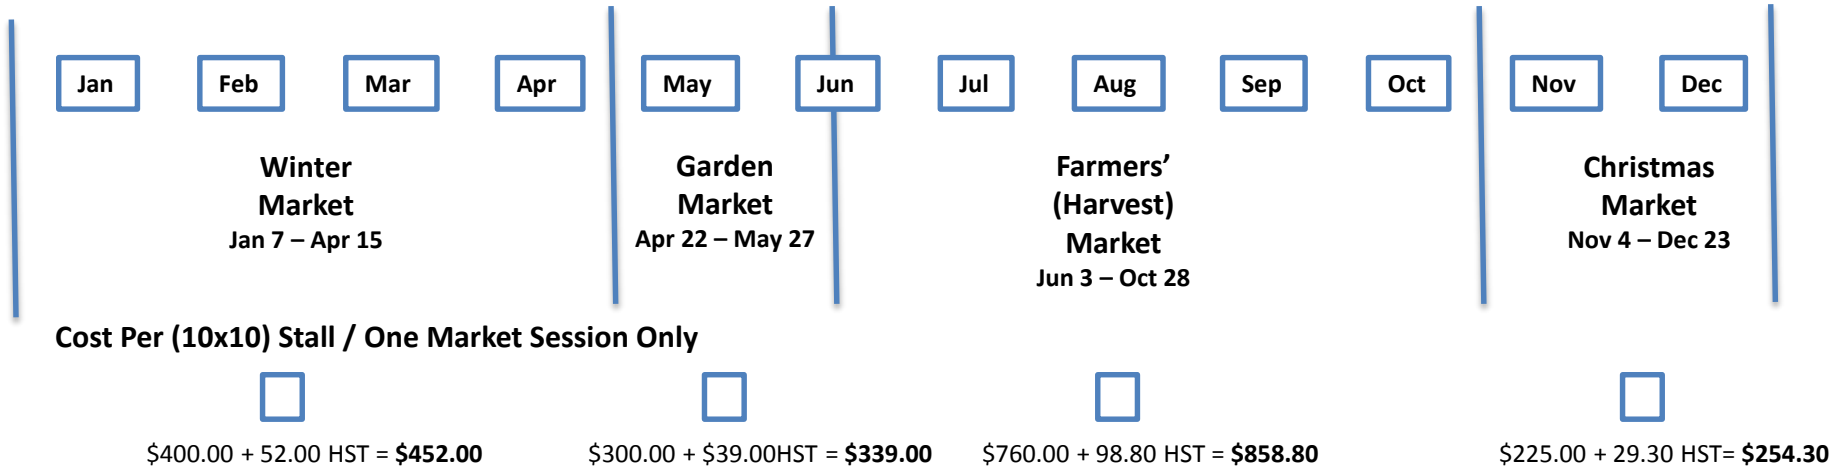 Jan
Feb
Mar
Apr
May
Jun
Jul
Aug
Sep
Oct
Nov
Dec
Winter
Market
Jan 7 – Apr 15
Garden
Market
Apr 22 – May 27
Farmers’
(Harvest)
Market
Jun 3 – Oct 28
Christmas
Market
Nov 4 – Dec 23
Cost Per (10x10) Stall / One Market Session Only
$400.00 + 52.00 HST = $452.00
$300.00 + $39.00HST = $339.00
$760.00 + 98.80 HST = $858.80
$225.00 + 29.30 HST= $254.30